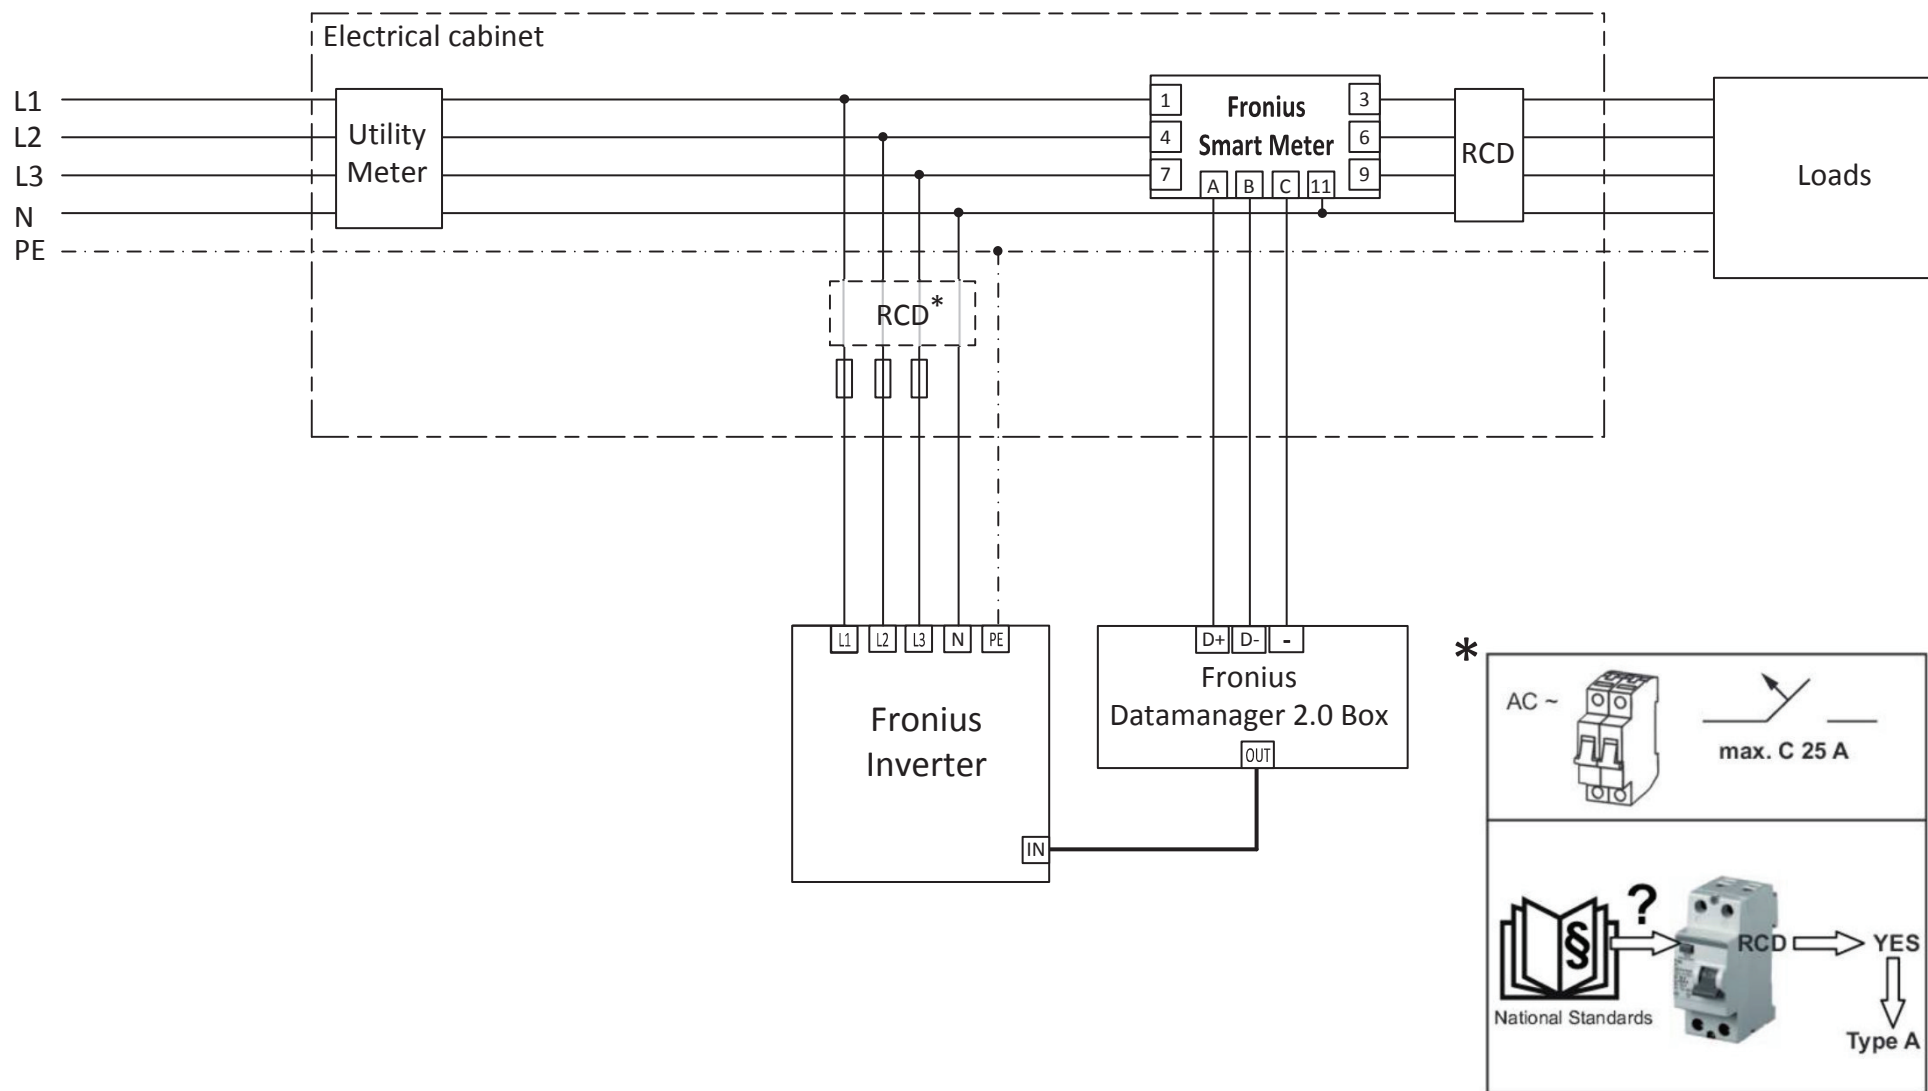 Electrical cabinet
L1
L2
L3
N
PE
Utility
Meter
1
4
7
Fronius
Smart Meter
A
B
C
11
3
6
9
RCD
Loads
RCD*
L1
L2
L3
N
PE
Fronius
Inverter
IN
D+
D-
-
Fronius
Datamanager 2.0 Box
OUT
*
AC ~
max. C 25 A
§
?
RCD
YES
National Standards
Type A